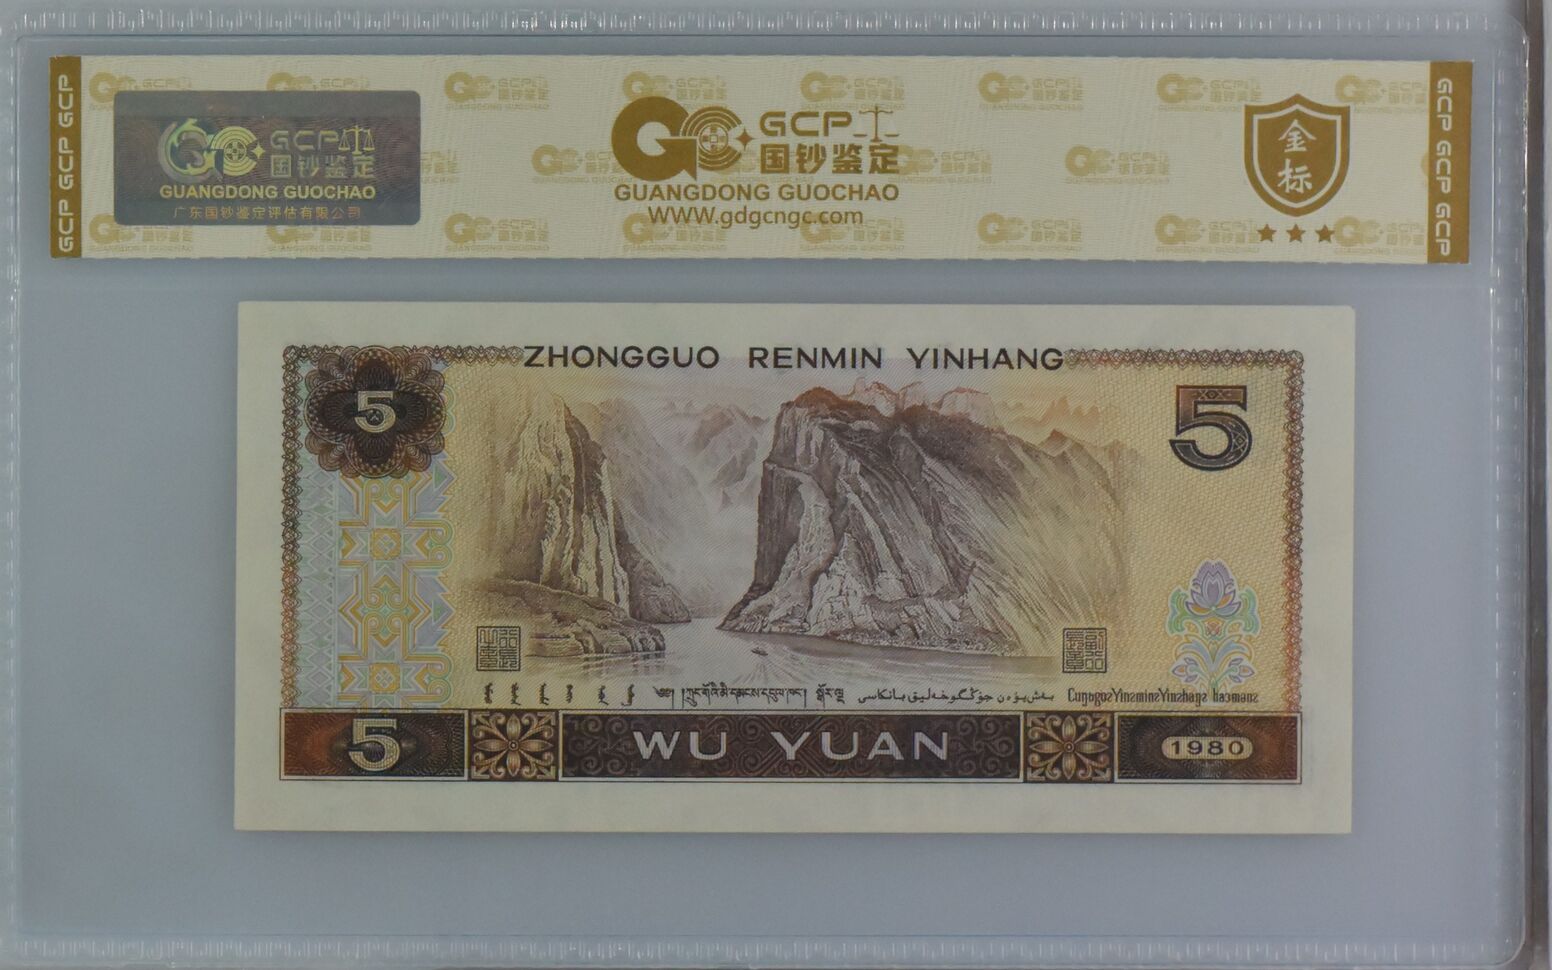 GCP GCP GCP
GCP
国钞鉴定
GUANGDONG GUOCHAO
广东国钞鉴定评估有限公司
GCP
国钞鉴定
GUANGDONG GUOCHAO
WWW.gdgcngc.com
金标
GCP GCP GCP
ZHONGGUO RENMIN YINHANG
5
5
5 WU YUAN 1980